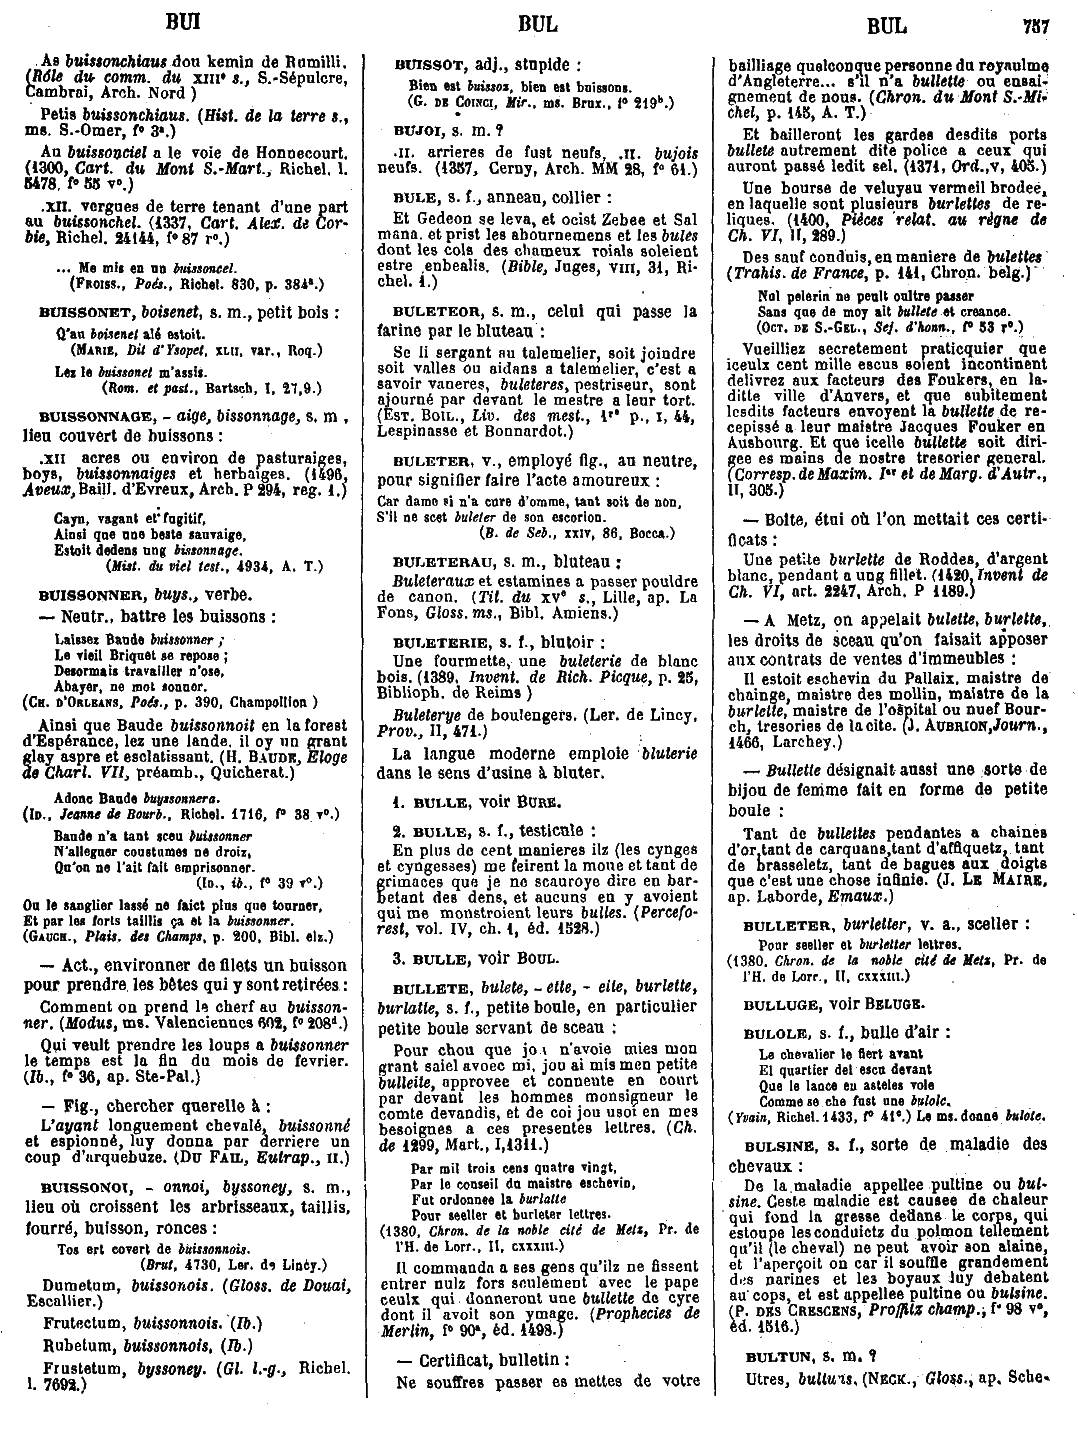 BUI
BUL
BUL
757
As buissonchiaus dou kemin de Rumilli.
(Rôle du comm. du XIIIe s., S.-Sépulcre,
Cambrai, Arch. Nord )
Petis buissonchiaus. (Hist. de la terre s.,
ms. S.-Omer, fo 3a.)
Au buissonciel a le voie de Honnecourt.
(1300, Cart. du Mont S.-Mart., Richel. l.
5478, fo 55 vo.)
.XII. vergues de terre tenant d'une part
au buissonchel. (1337, Cart. Alex. de Cor-
bie, Richel. 24144, fo 87 ro.)
... Me mis en un buissoncel.
(FROISS., Poés., Richel. 830, p. 384a.)
BUISSONET, boisenet, s. m., petit bois :
Q'au boisenet alé estoit.
(MARIE, Dit d'Ysopet, XLII, var., Roq.)
Lez le buissonet m'assis.
(Rom. et past., Bartsch, I, 27,9.)
BUISSONNAGE, - aige, bissonnage, s. m ,
lieu couvert de buissons :
.XII acres ou environ de pasturaiges,
boys, buissonnaiges et herbaiges. (1496,
Aveux, Baill. d'Evreux, Arch. P 294, reg. 1.)
Cayn, vagant et fugitif,
Ainsi que une beste sauvaige,
Estoit dedens ung bissonnage.
(Mist. du viel test., 4934, A. T.)
BUISSONNER, buys., verbe.
— Neutr., battre les buissons :
Laissez Baude buissonner ;
Le vieil Briquet se repose ;
Desormais travailler n'ose,
Abayer, ne mot sonner.
(CH. D'ORLEANS, Poés., p. 390, Champollion )
Ainsi que Baude buissonnoit en la forest
d'Espérance, lez une lande. il oy un grant
glay aspre et esclatissant. (H. BAUDE, Eloge
de Charl. VII, préamb., Quicherat.)
Adonc Baude buyssonnera.
(ID., Jeanne de Bourb., Richel. 1716, fo 38 vo.)
Baude n'a tant sceu buissonner
N'alleguer coustumes ne droiz,
Qu'on ne l'ait fait emprisonner.
(ID., ib., fo 39 vo.)
Ou le sanglier lassé ne faict plus que tourner,
Et par les forts taillis ça et la buissonner.
(GAUCH., Plais. des Champs, p. 200, Bibl. elz.)
— Act., environner de filets un buisson
pour prendre les bêtes qui y sont retirées :
Comment on prend le cherf au buisson-
ner. (Modus, ms. Valenciennes 602, fo 208d.)
Qui veult prendre les loups a buissonner
le temps est la fin du mois de fevrier.
(Ib., fo 36, ap. Ste-Pal.)
— Fig., chercher querelle à :
L'ayant longuement chevalé, buissonné
et espionné, luy donna par derriere un
coup d'arquebuze. (DU FAIL, Eutrap., II.)
BUISSONOI, - onnoi, byssoney, s. m.,
lieu où croissent les arbrisseaux, taillis,
fourré, buisson, ronces :
Tos ert covert de buissonnois.
(Brut, 4730, Ler. de Lincy.)
Dumetum, buissonois. (Gloss. de Douai,
Escallier.)
Frutectum, buissonnois. (Ib.)
Rubetum, buissonnois, (Ib.)
Frustetum, byssoney. (Gl. l.-g., Richel.
l. 7692.)
BUISSOT, adj., stupide :
Bien est buissoz, bien est buissons.
(G. DE COINCI, Mir., ms. Brux., fo 219b.)
BUJOI, s. m. ?
.II. arrieres de fust neufs, .II. bujois
neufs. (1357, Cerny, Arch. MM 28, fo 61.)
BULE, s. f., anneau, collier :
Et Gedeon se leva, et ocist Zebee et Sal
mana. et prist les abournemens et les bules
dont les cols des chameux roials soleient
estre enbealis. (Bible, Juges, VIII, 31, Ri-
chel. 1.)
BULETEOR, s. m., celui qui passe la
farine par le bluteau :
Se li sergant au talemelier, soit joindre
soit valles ou aidans a talemelier, c'est a
savoir vaneres, buleteres, pestriseur, sont
ajourné par devant le mestre a leur tort.
(EST. BOIL., Liv. des mest., 1re p., I, 44,
Lespinasse et Bonnardot.)
BULETER, v., employé fig., au neutre,
pour signifier faire l'acte amoureux :
Car dame si n'a cure d'omme, tant soit de non,
S'il ne scet buleter de son escorion.
(B. de Seb., XXIV, 86, Bocca.)
BULETERAU, s. m., bluteau :
Buleteraux et estamines a passer pouldre
de canon. (Tit. du XVe s., Lille, ap. La
Fons, Gloss. ms., Bibl. Amiens.)
BULETERIE, s. f., blutoir :
Une fourmette, une buleterie de blanc
bois. (1389, Invent. de Rich. Picque, p. 25,
Biblioph. de Reims )
Buleterye de boulengers. (Ler. de Lincy,
Prov., II, 471.)
La langue moderne emploie bluterie
dans le sens d'usine à bluter.
1. BULLE, voir BURE.
2. BULLE, s. f., testicule :
En plus de cent manieres ilz (les cynges
et cyngesses) me feirent la moue et tant de
grimaces que je ne scauroye dire en bar-
betant des dens, et aucuns en y avoient
qui me monstroient leurs bulles. (Percefo-
rest, vol. IV, ch. 1, éd. 1528.)
3. BULLE, voir BOUL.
BULLETE, bulete, - ette, - eite, burlette,
burlatte, s. f., petite boule, en particulier
petite boule servant de sceau :
Pour chou que jou n'avoie mies mon
grant saiel avoec mi, jou ai mis men petite
bulleite, approvee et conneute en court
par devant les hommes monsigneur le
comte devandis, et de coi jou usoi en mes
besoignes a ces presentes lettres. (Ch.
de 1299, Mart., I, 1311.)
Par mil trois cens quatre vingt,
Par le conseil du maistre eschevin,
Fut ordonnee la burlatte
Pour seeller et burleter lettres.
(1380, Chron. de la noble cité de Metz, Pr. de
l'H. de Lorr., II, CXXIII.)
Il commanda a ses gens qu'ilz ne fissent
entrer nulz fors seulement avec le pape
ceulx qui donneront une bullette de cyre
dont il avoit son ymage. (Prophecies de
Merlin, fo 90a, éd. 1498.)
— Certificat, bulletin :
Ne souffres passer es mettes de votre
bailliage quelconque personne du royaulme
d'Angleterre... s'il n'a bullette ou ensai-
gnement de nous. (Chron. du Mont S.-Mi-
chel, p. 145, A. T.)
Et bailleront les gardes desdits ports
bullete autrement dite police a ceux qui
auront passé ledit sel. (1371, Ord., V, 403.)
Une bourse de veluyau vermeil brodee,
en laquelle sont plusieurs burlettes de re-
liques. (1400, Pièces relat. au règne de
Ch. VI, II, 289.)
Des sauf conduis, en maniere de bulettes
(Trahis. de France, p. 141, Chron. belg.)
Nul pelerin ne peult oultre passer
Sans que de moy ait bullete et creance.
(OCT. DE S.-GEL., Sej. d'honn., fo 53 ro.)
Vueilliez secretement practicquier que
iceulx cent mille escus soient incontinent
delivrez aux facteurs des Foukers, en la-
ditte ville d'Anvers, et que subitement
lesdits facteurs envoyent la bullette de re-
cepissé a leur maistre Jacques Fouker en
Ausbourg. Et que icelle bullette soit diri-
gee es mains de nostre tresorier general.
(Corresp. de Maxim. Ier et de Marg. d'Autr.,
II, 305.)
— Boîte, étui où l'on mettait ces certi-
ficats :
Une petite burlette de Roddes, d'argent
blanc, pendant a ung fillet. (1420, Invent de
Ch. VI, art. 2247, Arch. P 1189.)
— A Metz, on appelait bulette, burlette,
les droits de sceau qu'on faisait apposer
aux contrats de ventes d'immeubles :
Il estoit eschevin du Pallaix, maistre de
chainge, maistre des mollin, maistre de la
burlette, maistre de l'ospital ou nuef Bour-
ch, tresories de la cite. (J. AUBRION, Journ.,
1466, Larchey.)
— Bullette désignait aussi une sorte de
bijou de femme fait en forme de petite
boule :
Tant de bullettes pendantes a chaines
d'or, tant de carquans, tant d'affiquetz, tant
de brasseletz, tant de bagues aux doigts
que c'est une chose infinie. (J. LE MAIRE,
ap. Laborde, Emaux.)
BULLETER, burletter, v. a., sceller :
Pour seeller et burletter lettres.
(1380, Chron. de la noble cité de Metz, Pr. de
l'H. de Lorr., II, CXXIII.)
BULLUGE, voir BELUGE.
BULOLE, s. f., bulle d'air :
Le chevalier le fiert avant
El quartier del escu devant
Que le lance eu asteles vole
Comme se che fust une bulole.
(Yvain, Richel. 1433, fo 41c.) Le ms. donne bulote.
BULSINE, s. f., sorte de maladie des
chevaux :
De la maladie appellee pultine ou bul-
sine. Ceste maladie est causee de chaleur
qui fond la gresse dedans le corps, qui
estoupe les conduictz du polmon tellement
qu'il (le cheval) ne peut avoir son alaine,
et l'aperçoit on car il souffle grandement
des narines et les boyaux luy debatent
au cops, et est appellee pultine ou bulsine.
(P. DES CRESCENS, Proffitz champ., fo 98 vo,
éd. 1516.)
BULTUN, s. m. ?
Utres, bultuns. (NECK., Gloss., ap. Sche-